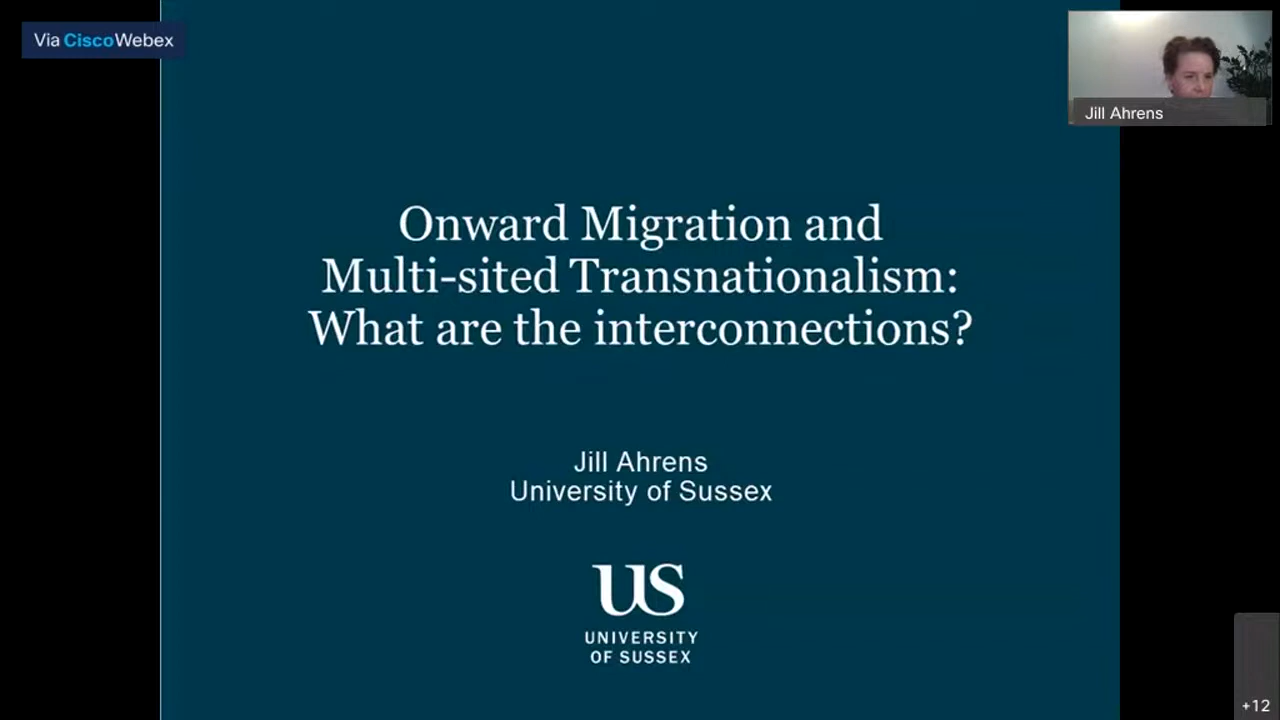 Via CiscoWebex
Jill Ahrens
Onward Migration and
Multi-sited Transnationalism:
What are the interconnections?
Jill Ahrens
University of Sussex
US
UNIVERSITY
OF SUSSEX
+12